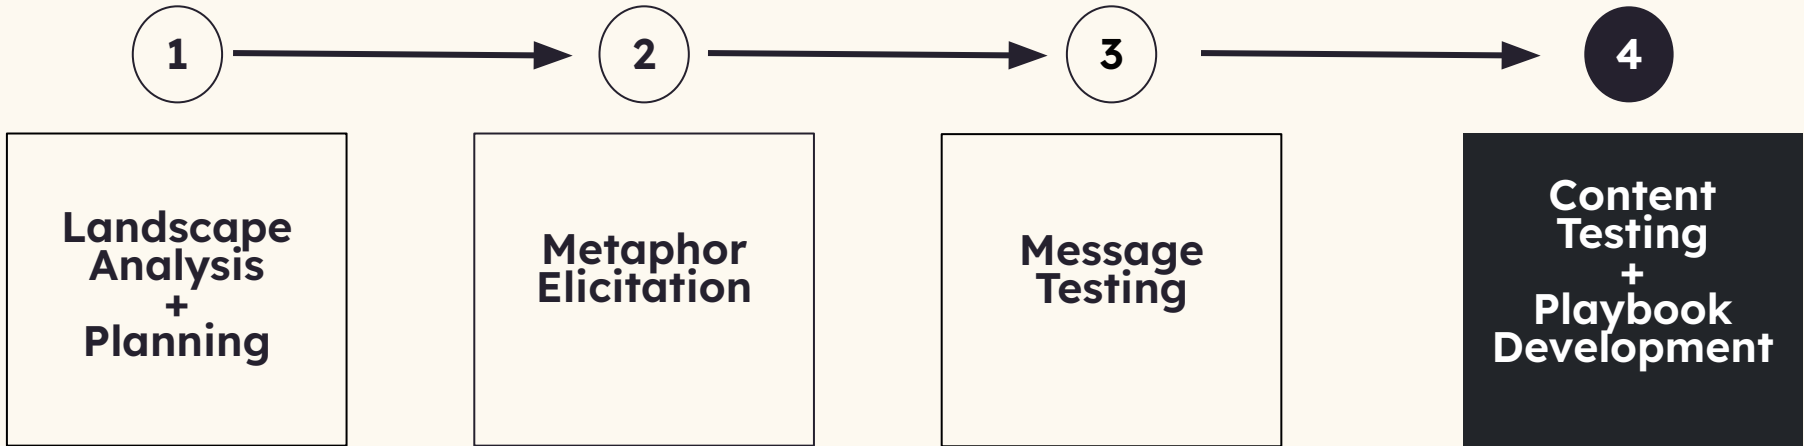 1
2
3
4
Landscape
Analysis
+
Planning
Metaphor
Elicitation
Message
Testing
Content
Testing
+
Playbook
Development